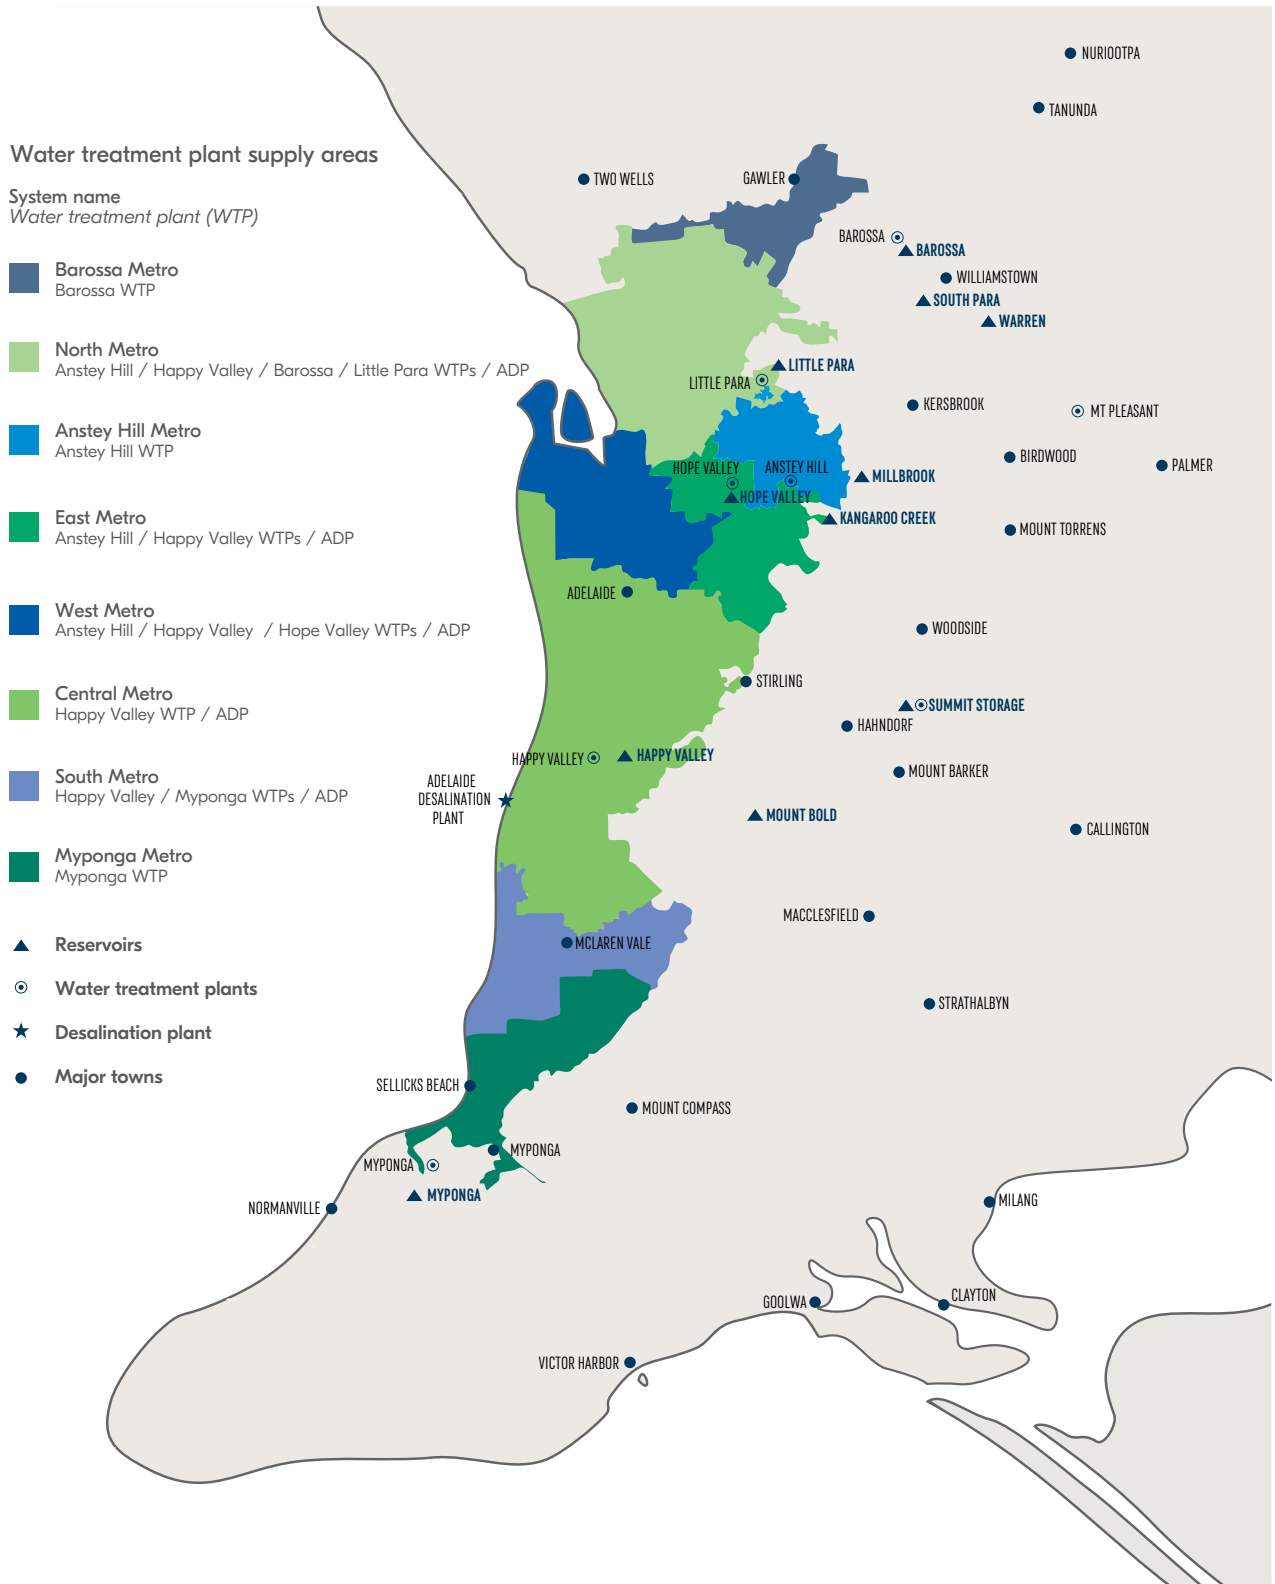 Water treatment plant supply areas
System name
Water treatment plant (WTP)
Barossa Metro
Barossa WTP
North Metro
Anstey Hill / Happy Valley / Barossa / Little Para WTPs / ADP
Anstey Hill Metro
Anstey Hill WTP
East Metro
Anstey Hill / Happy Valley WTPs / ADP
West Metro
Anstey Hill / Happy Valley / Hope Valley WTPs / ADP
Central Metro
Happy Valley WTP / ADP
South Metro
Happy Valley / Myponga WTPs / ADP
Myponga Metro
Myponga WTP
Reservoirs
Water treatment plants
Desalination plant
Major towns
NURIOOTPA
TANUNDA
TWO WELLS
GAWLER
BAROSSA
BAROSSA
WILLIAMSTOWN
SOUTH PARA
WARREN
LITTLE PARA
LITTLE PARA
KERSBROOK
MT PLEASANT
BIRDWOOD
PALMER
HOPE VALLEY
ANSTEY HILL
MILLBROOK
HOPE VALLEY
KANGAROO CREEK
MOUNT TORRENS
ADELAIDE
WOODSIDE
STIRLING
SUMMIT STORAGE
HAHNDORF
HAPPY VALLEY
HAPPY VALLEY
MOUNT BARKER
ADELAIDE
DESALINATION
PLANT
MOUNT BOLD
CALLINGTON
MACCLESFIELD
MCLAREN VALE
STRATHALBYN
SELLICKS BEACH
MOUNT COMPASS
MYPONGA
MYPONGA
MYPONGA
NORMANVILLE
MILANG
CLAYTON
GOOLWA
VICTOR HARBOR